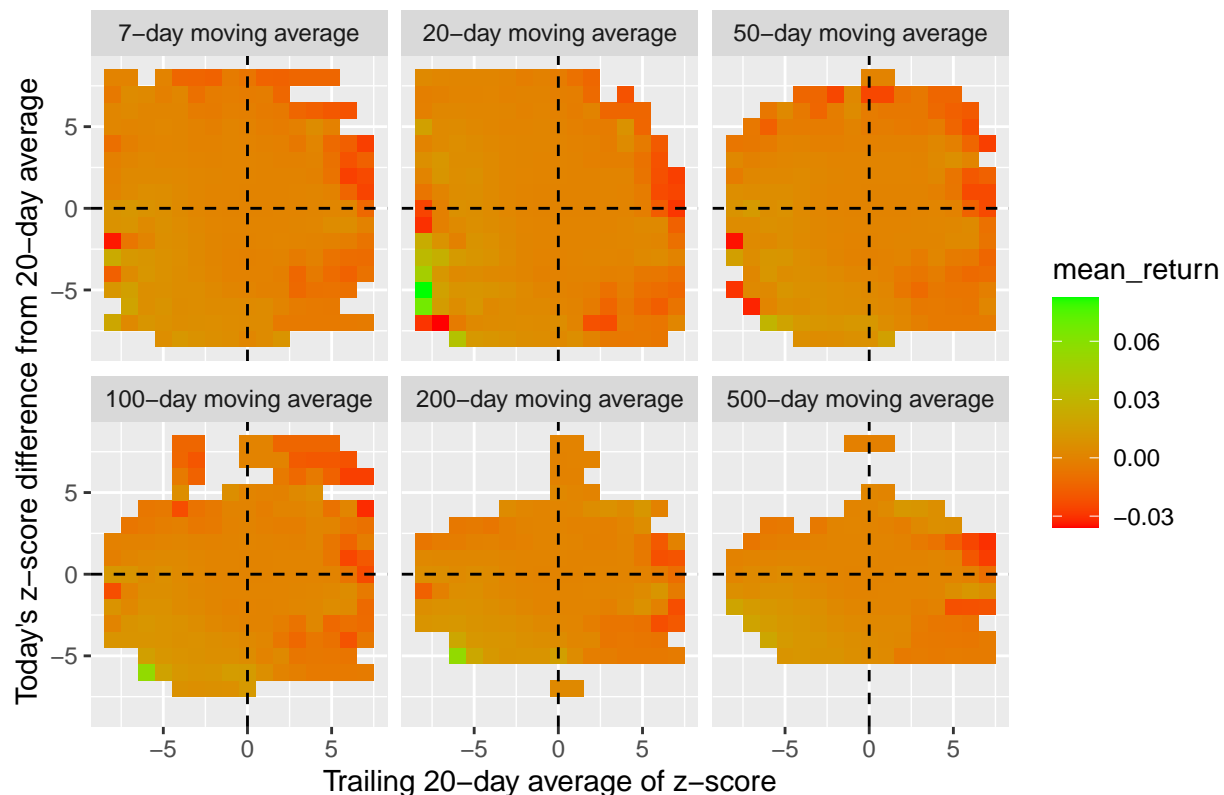 7−day moving average
20−day moving average
50−day moving average
100−day moving average
200−day moving average
500−day moving average
Today's z−score difference from 20−day average
5
0
−5
5
0
−5
−5
0
5
−5
0
5
−5
0
5
Trailing 20−day average of z−score
mean_return
0.06
0.03
0.00
−0.03